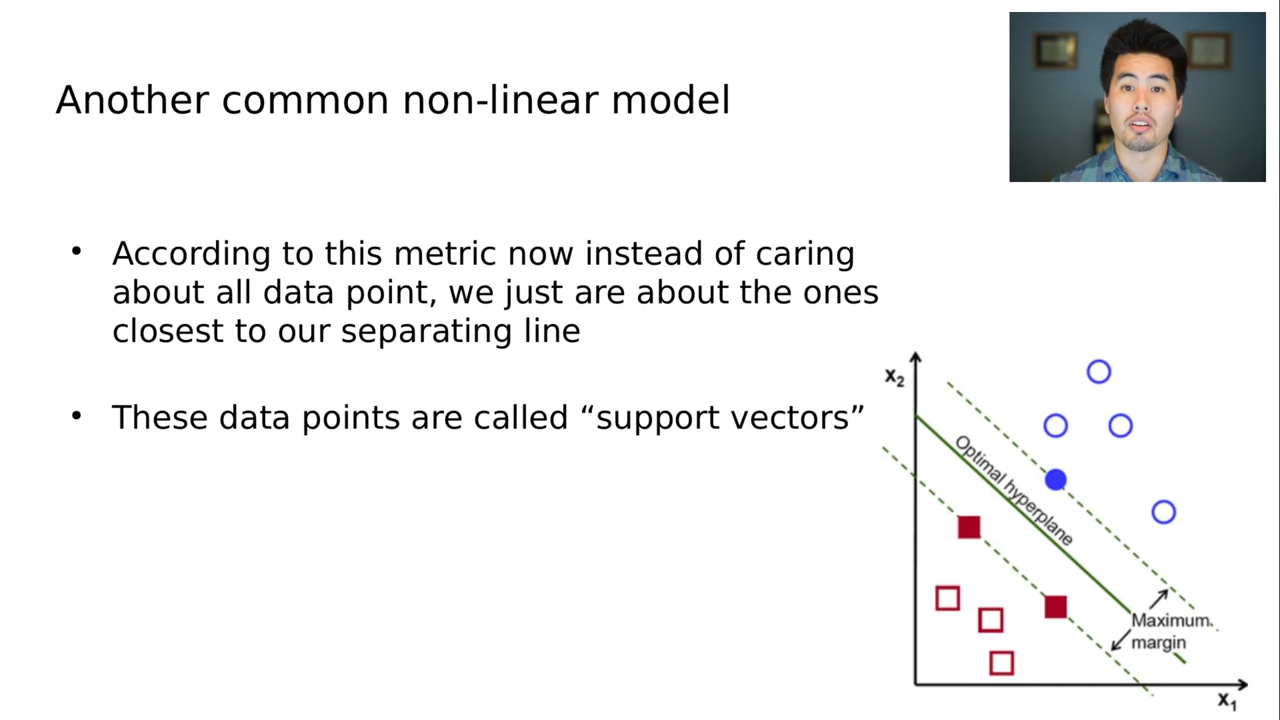 Another common non-linear model
• According to this metric now instead of caring
about all data point, we just are about the ones
closest to our separating line
• These data points are called “support vectors”
x2
Optimal hyperplane
Maximum
margin
x1